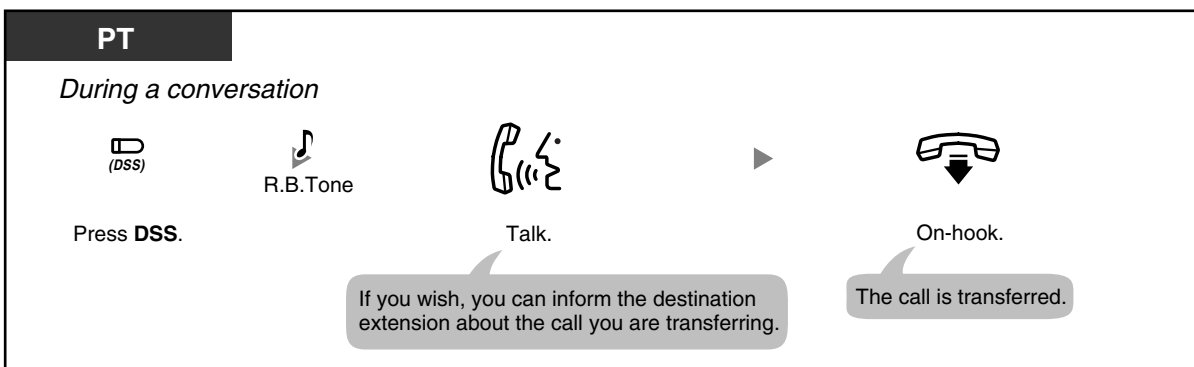 PT
During a conversation
(DSS)
R.B.Tone
Press DSS.
Talk.
On-hook.
If you wish, you can inform the destination
extension about the call you are transferring.
The call is transferred.